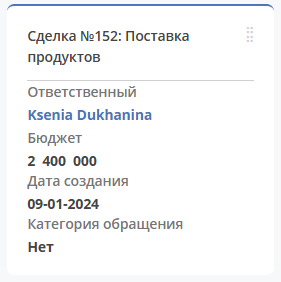 Сделка №152: Поставка
продуктов
Ответственный
Ksenia Dukhanina
Бюджет
2 400 000
Дата создания
09-01-2024
Категория обращения
Нет